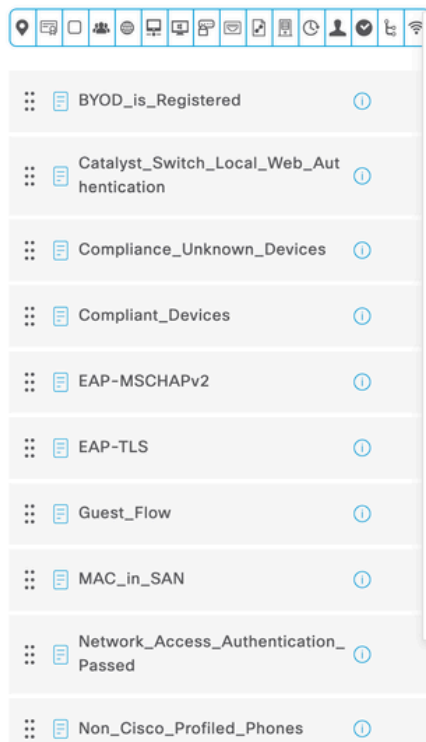 BYOD_is_Registered
Catalyst_Switch_Local_Web_Aut
hentication
Compliance_Unknown_Devices
Compliant_Devices
EAP-MSCHAPv2
EAP-TLS
Guest_Flow
MAC_in_SAN
Network_Access_Authentication_
Passed
Non_Cisco_Profiled_Phones